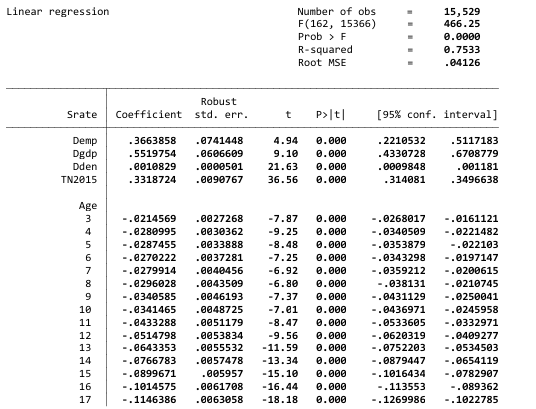 Linear regression Number of obs = 15,529
F(162, 15366) = 466.25
Prob > F = 0.0000
R-squared = 0.7533
Root MSE = .04126
Robust
Srate Coefficient std. err. t P>|t| [95% conf. interval]
Demp .3663858 .0741448 4.94 0.000 .2210532 .5117183
Dgdp .5519754 .0606609 9.10 0.000 .4330728 .6708779
Dden .0010829 .0000501 21.63 0.000 .0009848 .001181
TN2015 .3318724 .0090767 36.56 0.000 .314081 .3496638
Age
3 -.0214569 .0027268 -7.87 0.000 -.0268017 -.0161121
4 -.0280995 .0030362 -9.25 0.000 -.0340509 -.0221482
5 -.0287455 .0033888 -8.48 0.000 -.0353879 -.022103
6 -.0270222 .0037281 -7.25 0.000 -.0343298 -.0197147
7 -.0279914 .0040456 -6.92 0.000 -.0359212 -.0200615
8 -.0296028 .0043509 -6.80 0.000 -.038131 -.0210745
9 -.0340585 .0046193 -7.37 0.000 -.0431129 -.0250041
10 -.0341465 .0048725 -7.01 0.000 -.0436971 -.0245958
11 -.0433288 .0051179 -8.47 0.000 -.0533605 -.0332971
12 -.0514798 .0053834 -9.56 0.000 -.0620319 -.0409277
13 -.0643353 .0055532 -11.59 0.000 -.0752203 -.0534503
14 -.0766783 .0057478 -13.34 0.000 -.0879447 -.0654119
15 -.0899671 .005957 -15.10 0.000 -.1016434 -.0782907
16 -.1014575 .0061708 -16.44 0.000 -.113553 -.089362
17 -.1146386 .0063058 -18.18 0.000 -.1269986 -.1022785